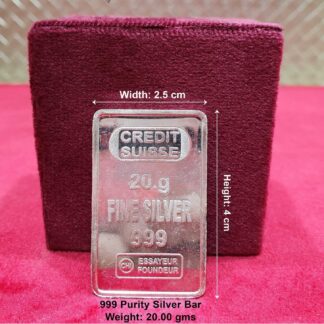 Width: 2.5 cm
CREDIT
SUISSE
20.g
FINE SILVER
999
ESSAYEUR
FONDEUR
Height: 4 cm
999 Purity Silver Bar
Weight: 20.00 gms